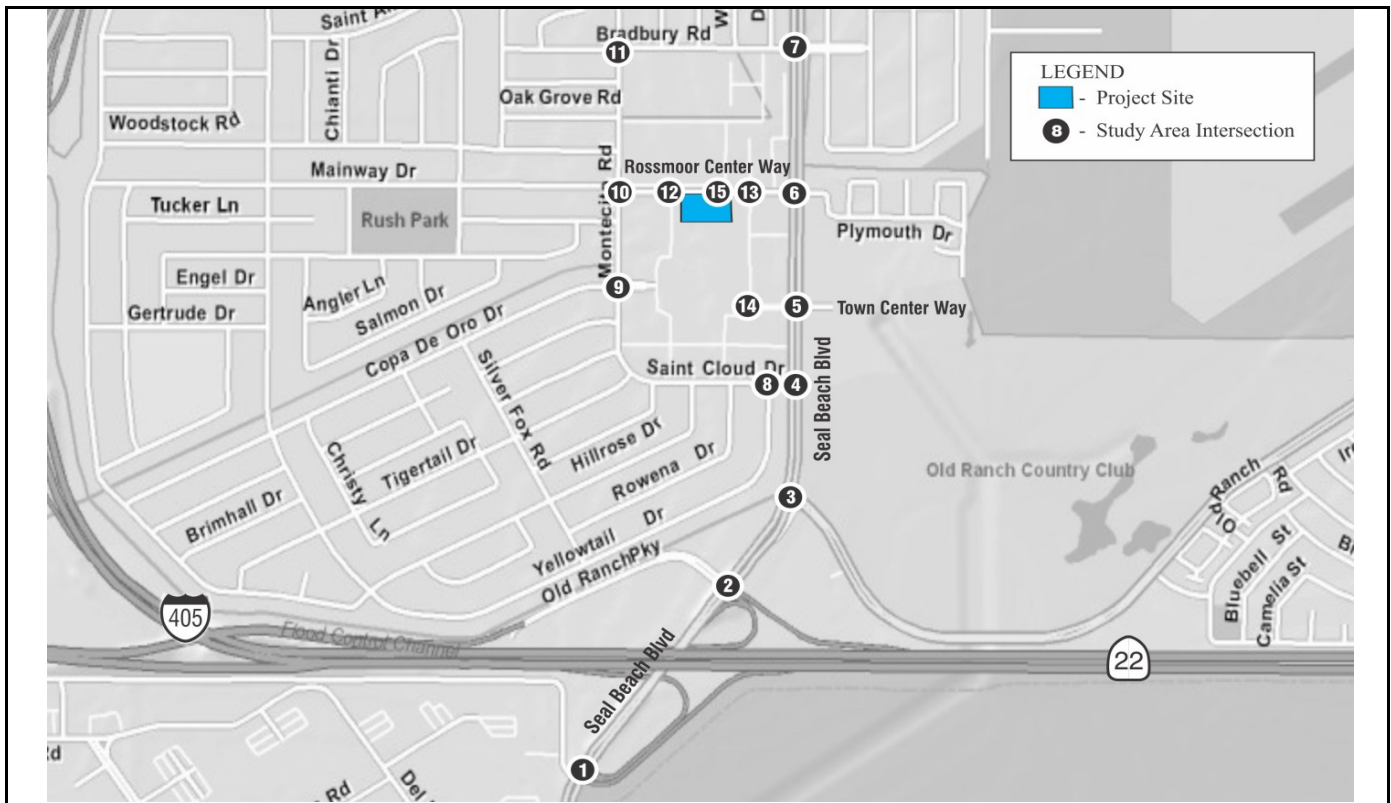 Bradbury Rd
11
7
Chianti Dr
Oak Grove Rd
Woodstock Rd
LEGEND
- Project Site
8 - Study Area Intersection
Mainway Dr
Rossmoor Center Way
10
12
15
13
6
Tucker Ln
Rush Park
Montecito Rd
Plymouth Dr
Engel Dr
Angler Ln
9
Gertrude Dr
Salmon Dr
14
5
Town Center Way
Copa De Oro Dr
Silver Fox Rd
Saint Cloud Dr
8
4
Seal Beach Blvd
Christy Ln
Tigertail Dr
Hillrose Dr
Rowena Dr
Old Ranch Country Club
Old Ranch Rd
Brimhall Dr
3
Yellowtail Dr
Old Ranch Pky
2
Bluebell St
Camelia St
405
Flood Control Channel
22
Seal Beach Blvd
1
Rd